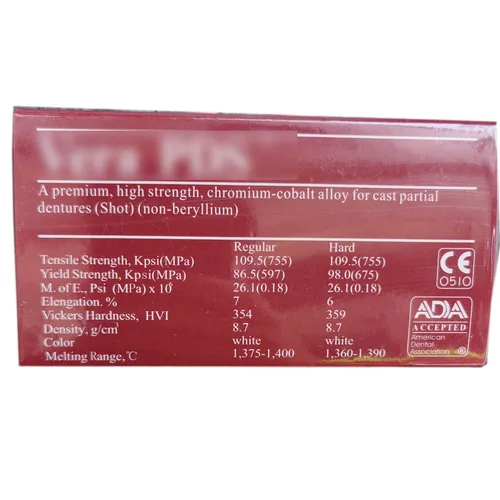 A premium, high strength, chromium-cobalt alloy for cast partial
dentures (Shot) (non-beryllium)
Regular Hard
Tensile Strength, Kpsi(MPa) 109.5(755) 109.5(755)
Yield Strength, Kpsi(MPa) 86.5(597) 98.0(675)
M. of E., Psi (MPa) x 10⁶ 26.1(0.18) 26.1(0.18)
Elengation. % 7 6
Vickers Hardness, HVI 354 359
Density, g/cm³ 8.7 8.7
Color white white
Melting Range, ℃ 1,375-1,400 1,360-1,390
CE
0510
ADA
ACCEPTED
American
Dental
Association ®